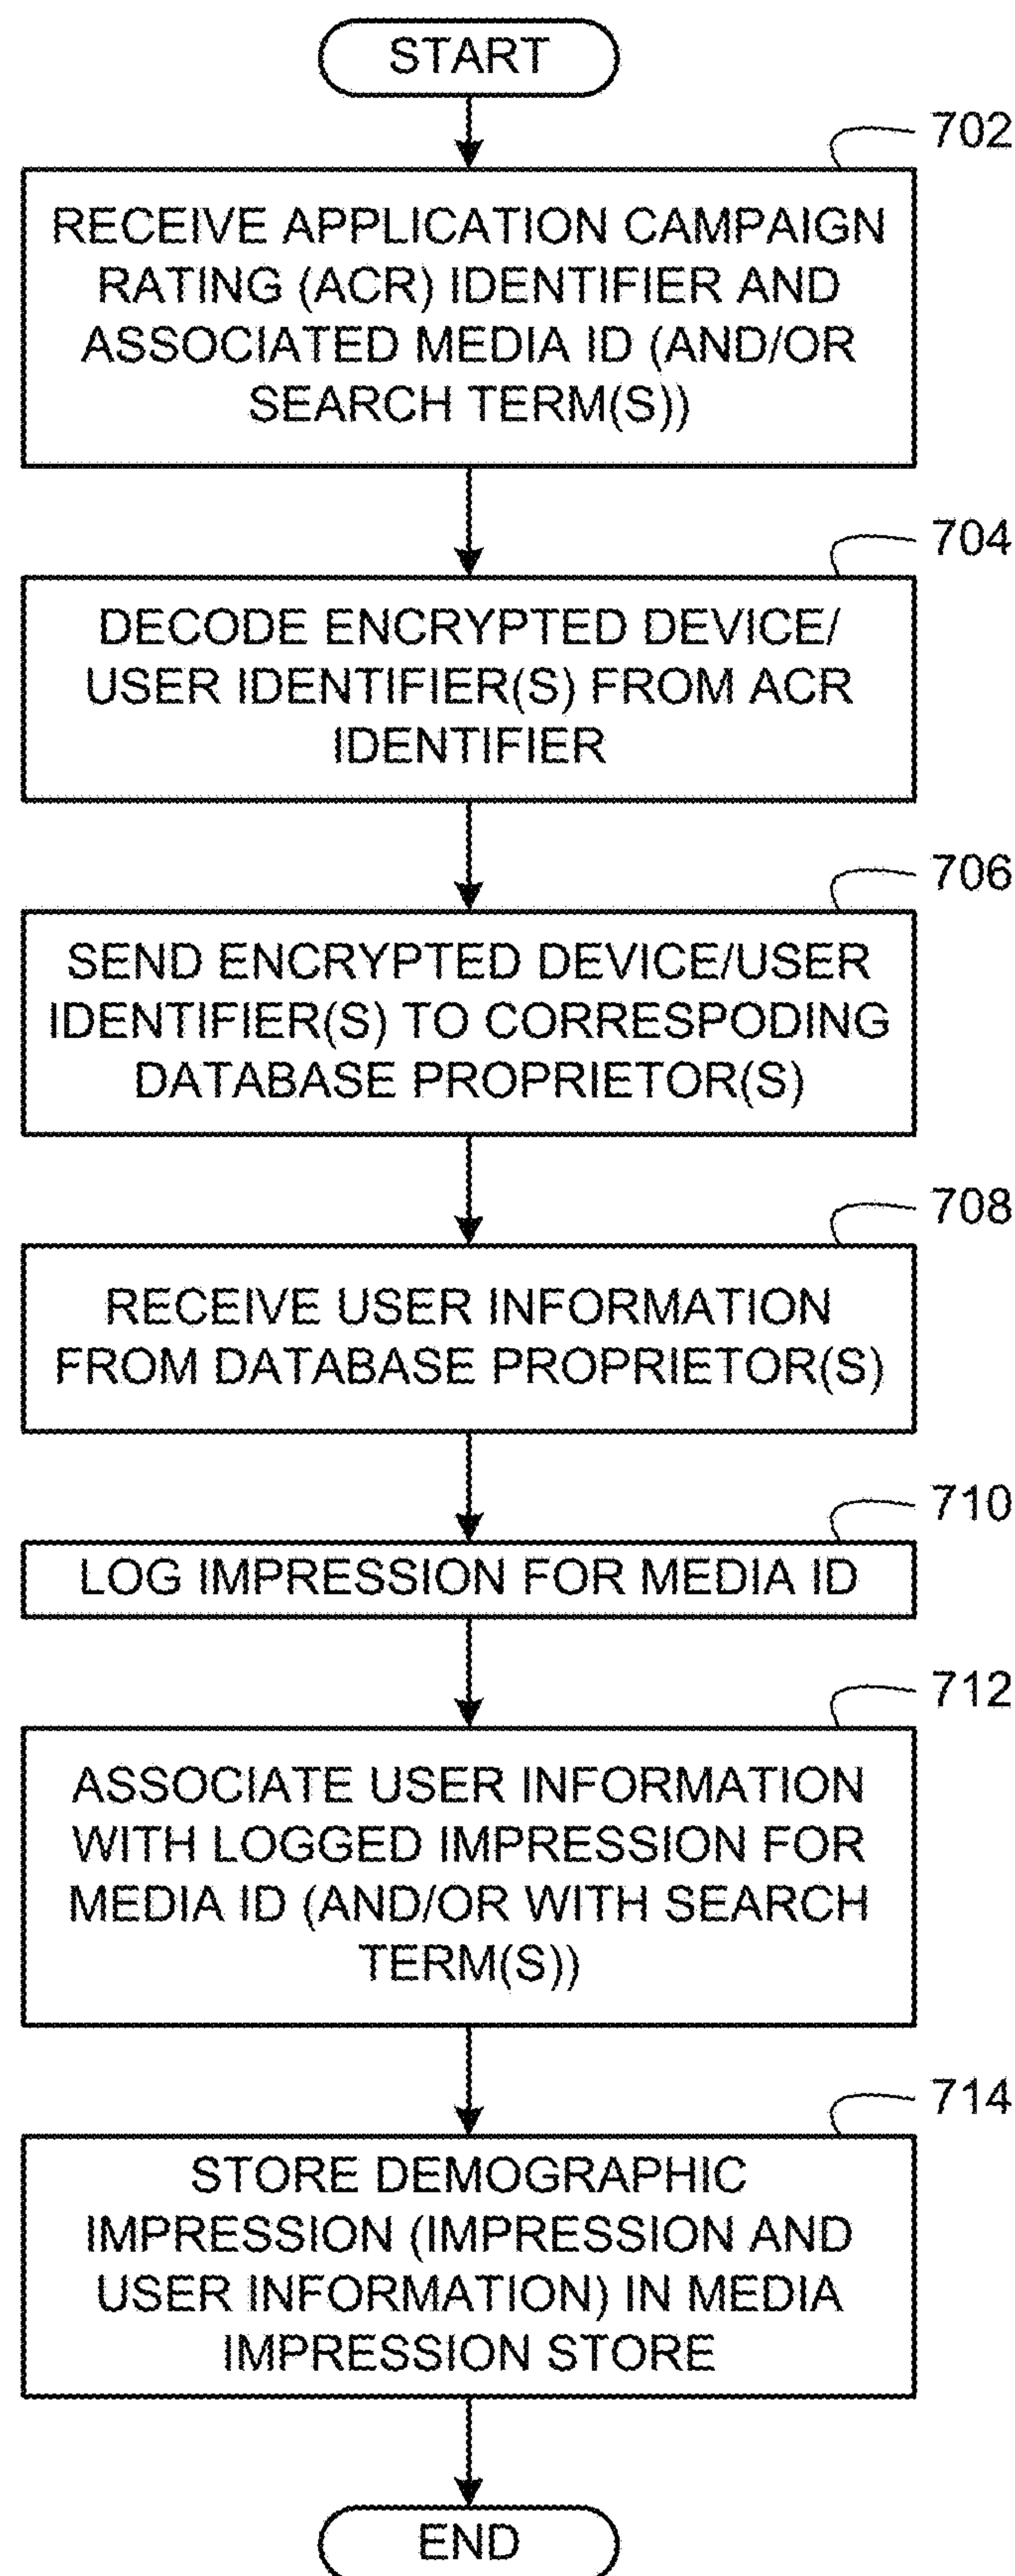 START
702
RECEIVE APPLICATION CAMPAIGN
RATING (ACR) IDENTIFIER AND
ASSOCIATED MEDIA ID (AND/OR
SEARCH TERM(S))
704
DECODE ENCRYPTED DEVICE/
USER IDENTIFIER(S) FROM ACR
IDENTIFIER
706
SEND ENCRYPTED DEVICE/USER
IDENTIFIER(S) TO CORRESPODING
DATABASE PROPRIETOR(S)
708
RECEIVE USER INFORMATION
FROM DATABASE PROPRIETOR(S)
710
LOG IMPRESSION FOR MEDIA ID
712
ASSOCIATE USER INFORMATION
WITH LOGGED IMPRESSION FOR
MEDIA ID (AND/OR WITH SEARCH
TERM(S))
714
STORE DEMOGRAPHIC
IMPRESSION (IMPRESSION AND
USER INFORMATION) IN MEDIA
IMPRESSION STORE
END